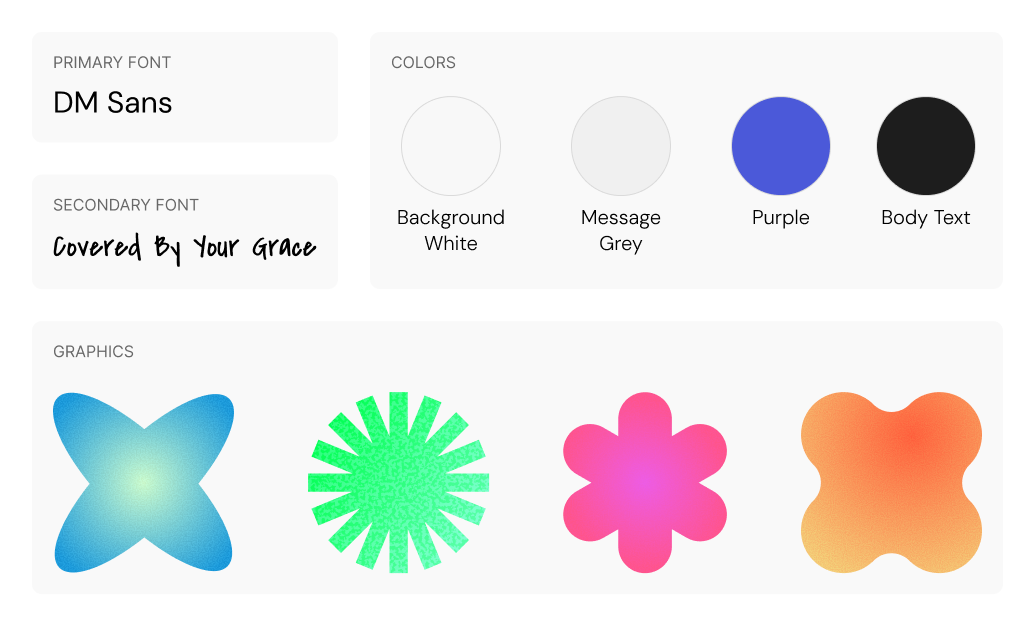 PRIMARY FONT
DM Sans
SECONDARY FONT
Covered By Your Grace
COLORS
Background
White
Message
Grey
Purple
Body Text
GRAPHICS